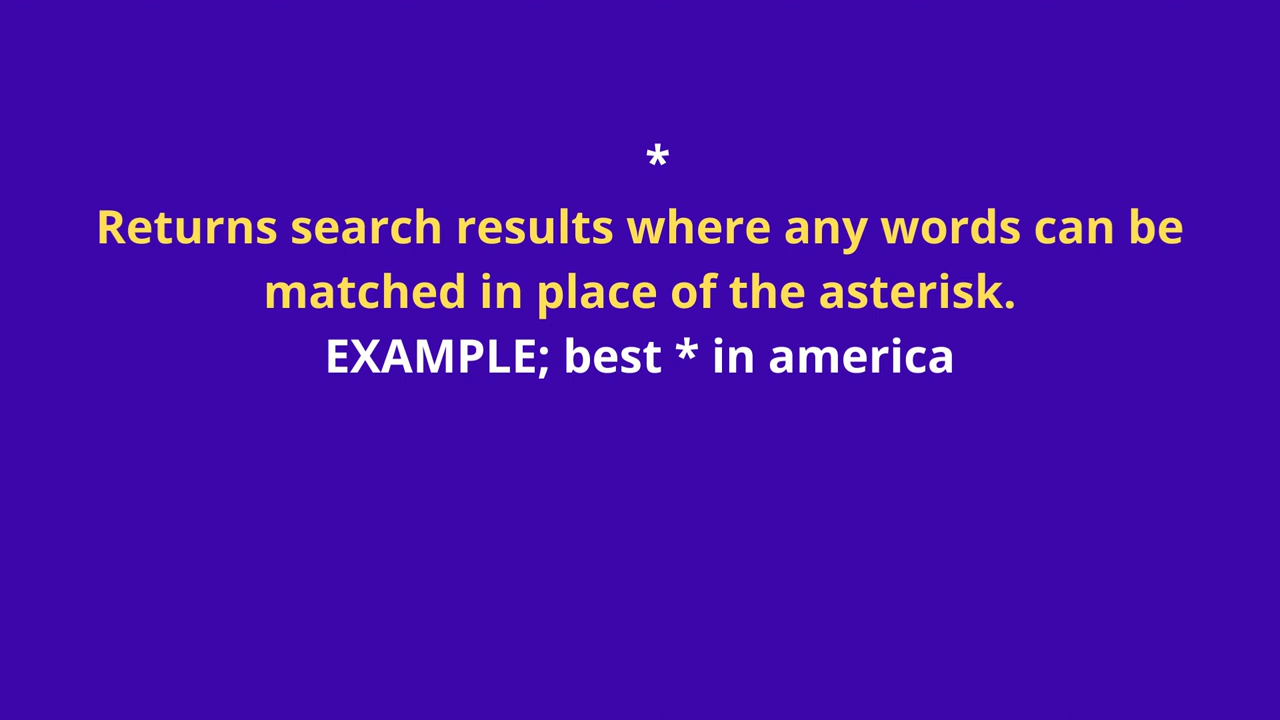 *
Returns search results where any words can be
matched in place of the asterisk.
EXAMPLE; best * in america